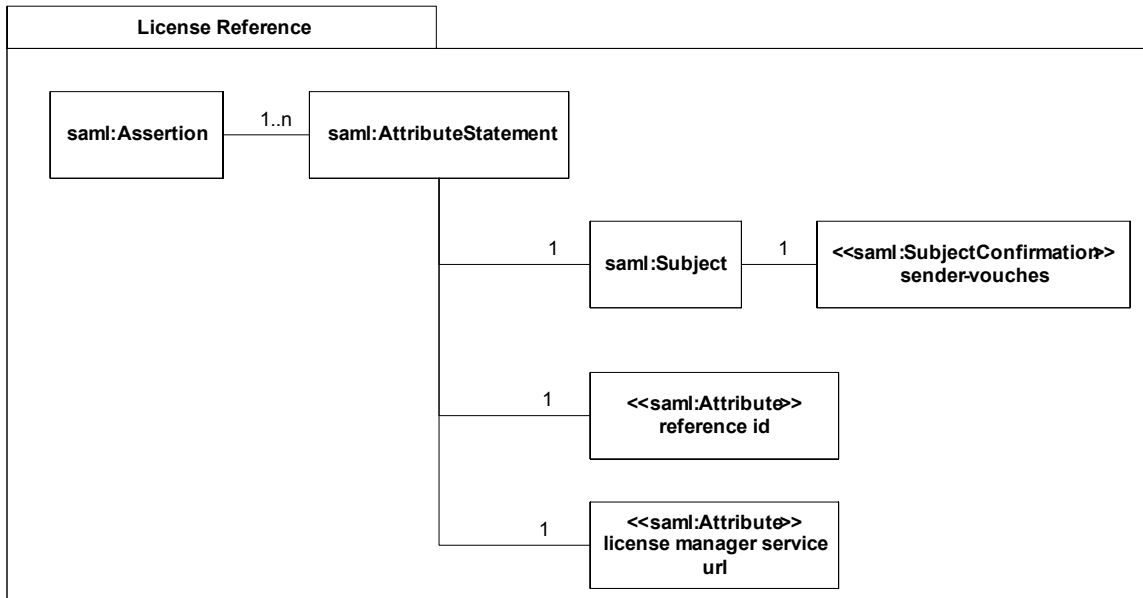 License Reference
saml:Assertion
1..n
saml:AttributeStatement
1
saml:Subject
1
<<saml:SubjectConfirmation>>
sender-vouches
1
<<saml:Attribute>>
reference id
1
<<saml:Attribute>>
license manager service
url